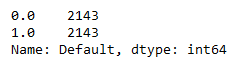 0.0    2143
1.0    2143
Name: Default, dtype: int64